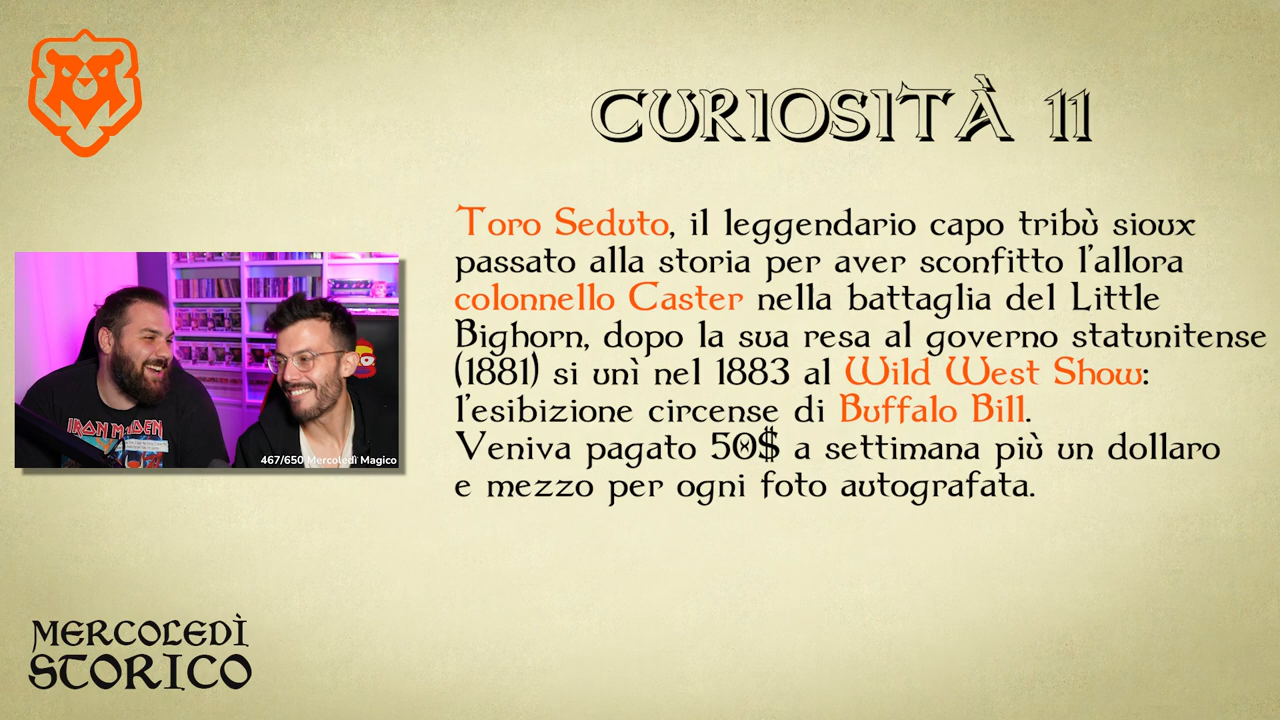 CURIOSITÀ 11
Toro Seduto, il leggendario capo tribù sioux
passato alla storia per aver sconfitto l'allora
colonnello Caster nella battaglia del Little
Bighorn, dopo la sua resa al governo statunitense
(1881) si unì nel 1883 al Wild West Show:
l'esibizione circense di Buffalo Bill.
Veniva pagato 50$ a settimana più un dollaro
e mezzo per ogni foto autografata.
IRON MAIDEN
467/650 Mercoledì Magico
MERCOLEDÌ
STORICO